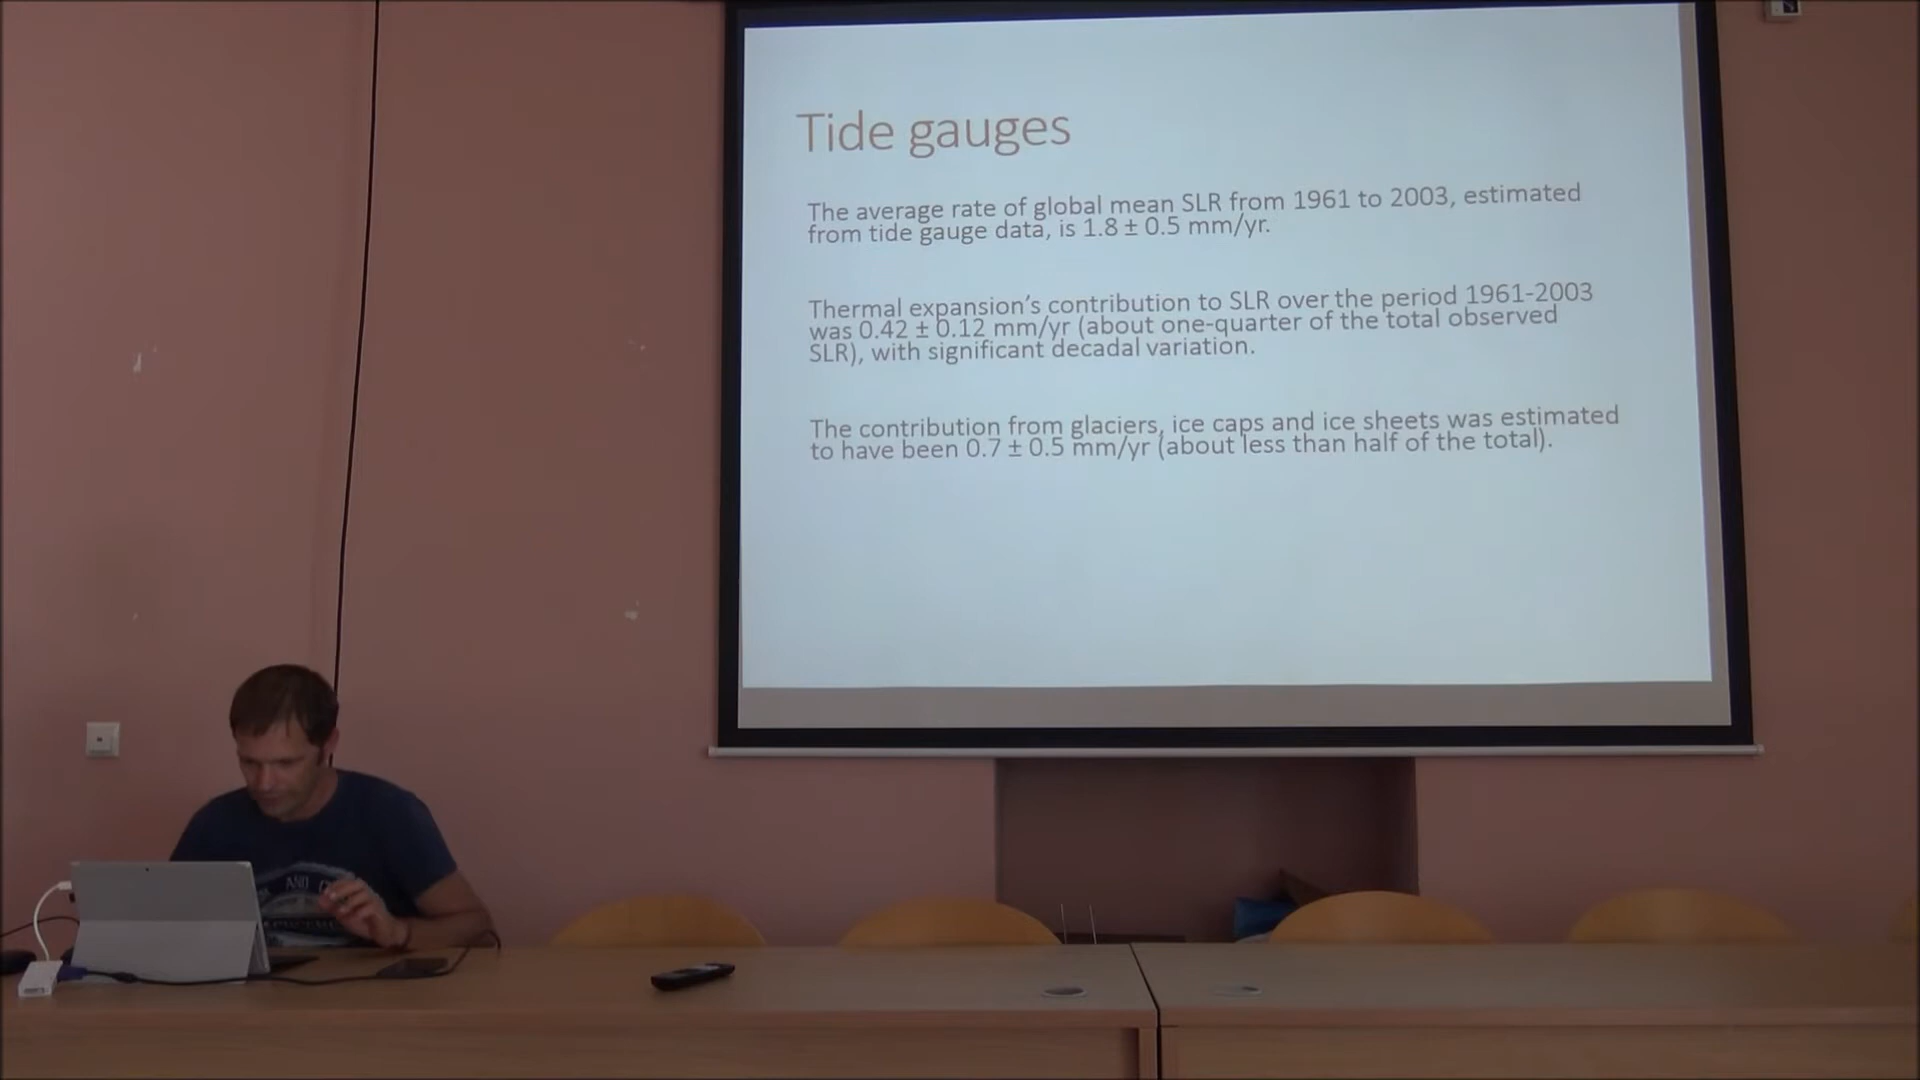 Tide gauges
The average rate of global mean SLR from 1961 to 2003, estimated
from tide gauge data, is 1.8 ± 0.5 mm/yr.
Thermal expansion’s contribution to SLR over the period 1961-2003
was 0.42 ± 0.12 mm/yr (about one-quarter of the total observed
SLR), with significant decadal variation.
The contribution from glaciers, ice caps and ice sheets was estimated
to have been 0.7 ± 0.5 mm/yr (about less than half of the total).
AND